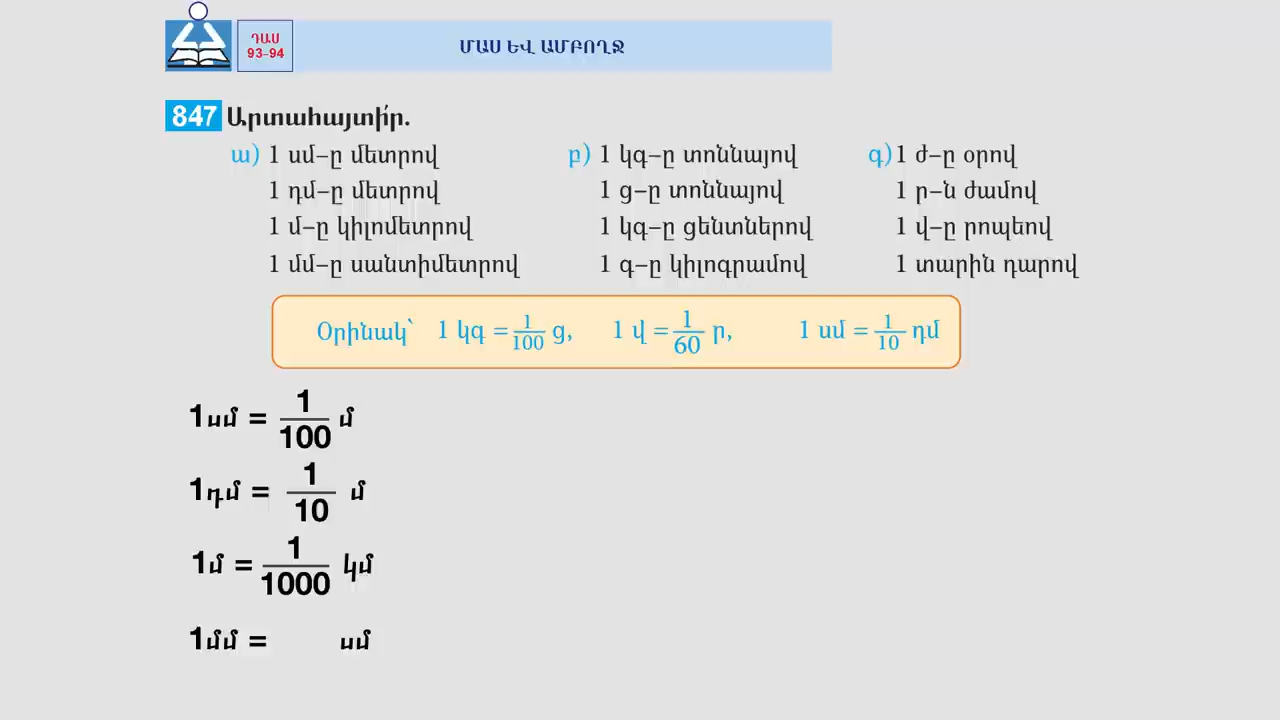 ԴԱՍ
93-94
ՄԱՍ ԵՎ ԱՄԲՈՂՋ
847 Արտահայտի՛ր.
ա) 1 սմ–ը մետրով
1 դմ–ը մետրով
1 մ–ը կիլոմետրով
1 մմ–ը սանտիմետրով
բ) 1 կգ–ը տոննայով
1 ց–ը տոննայով
1 կգ–ը ցենտներով
1 գ–ը կիլոգրամով
գ) 1 ժ–ը օրով
1 ր–ն ժամով
1 վ–ը րոպեով
1 տարին դարով
Օրինակ՝ 1 կգ = 1/100 ց, 1 վ = 1/60 ր, 1 սմ = 1/10 դմ
1սմ = 1/100 մ
1դմ = 1/10 մ
1մ = 1/1000 կմ
1մմ = սմ